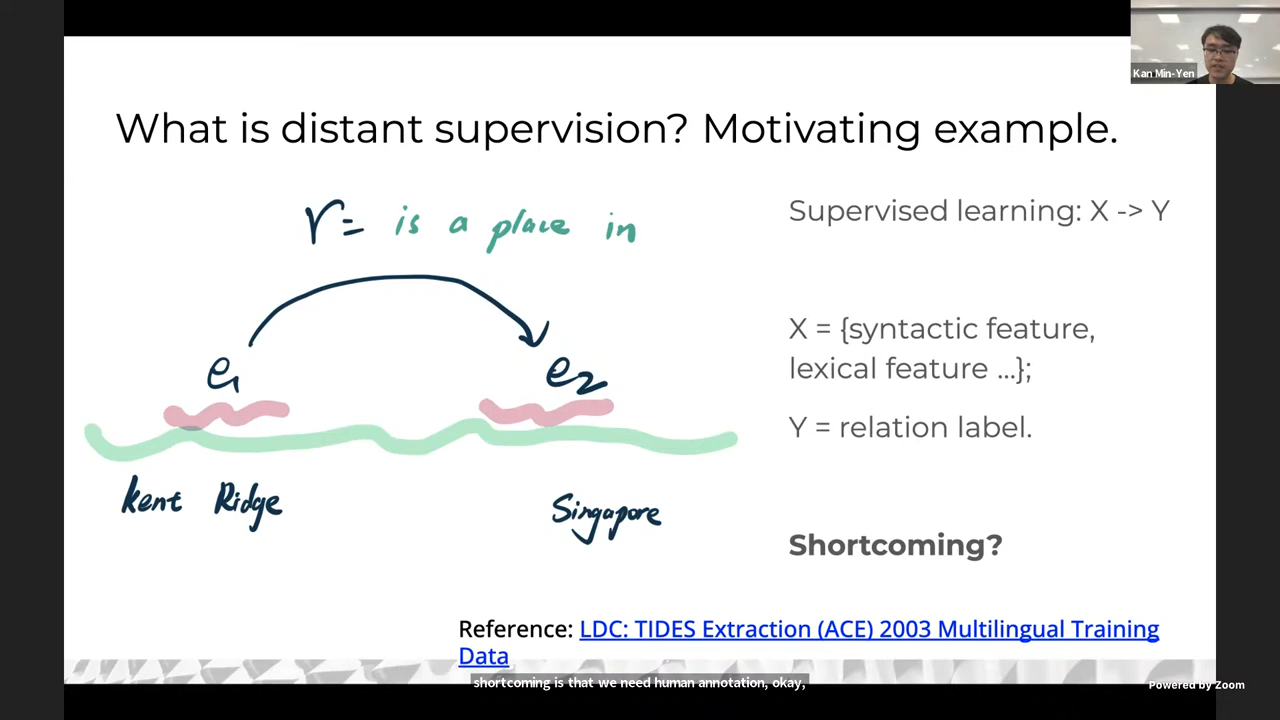 Kan Min-Yen
What is distant supervision? Motivating example.
r = is a place in
Supervised learning: X -> Y
X = {syntactic feature,
lexical feature ...};
e1
e2
Y = relation label.
Kent Ridge
Singapore
Shortcoming?
Reference: LDC: TIDES Extraction (ACE) 2003 Multilingual Training
Data
shortcoming is that we need human annotation, okay,
Powered by Zoom